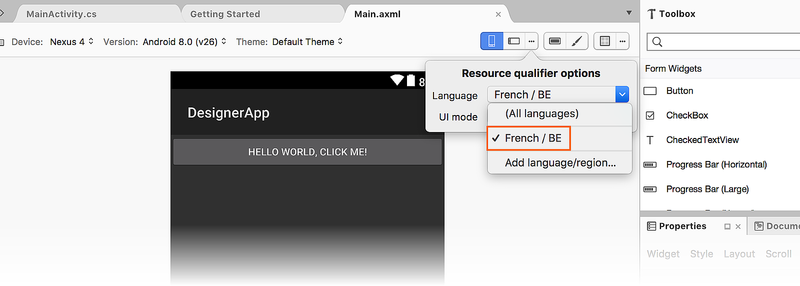 MainActivity.cs
Getting Started
Main.axml
Toolbox
Device: Nexus 4
Version: Android 8.0 (v26)
Theme: Default Theme
Resource qualifier options
Language French / BE
UI mode
(All languages)
French / BE
Add language/region...
8
DesignerApp
HELLO WORLD, CLICK ME!
Form Widgets
Button
CheckBox
CheckedTextView
Progress Bar (Horizontal)
Progress Bar (Large)
Properties
Docume
Widget Style Layout Scroll